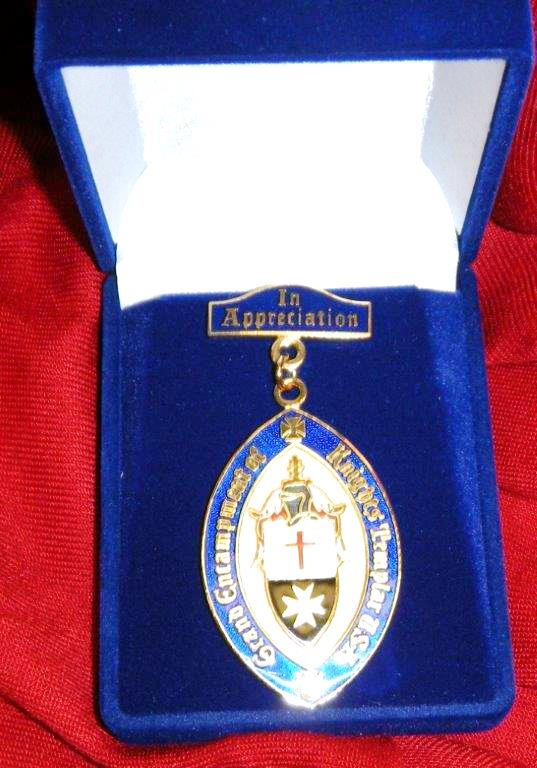 In
Appreciation
Grand Encampment of
Knights Templar U.S.A.